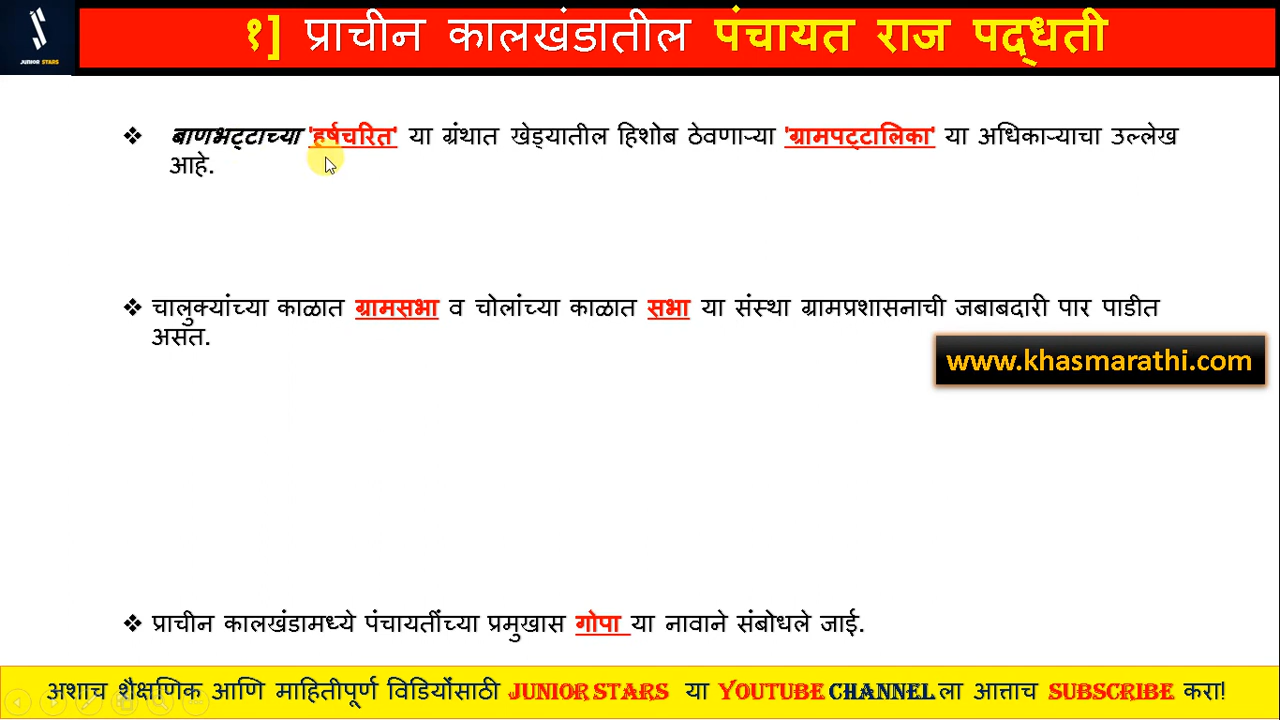 JUNIOR STARS
१] प्राचीन कालखंडातील पंचायत राज पद्धती
❖ बाणभट्टाच्या 'हर्षचरित' या ग्रंथात खेड्यातील हिशोब ठेवणाऱ्या 'ग्रामपट्टालिका' या अधिकाऱ्याचा उल्लेख
आहे.
❖ चालुक्यांच्या काळात ग्रामसभा व चोलांच्या काळात सभा या संस्था ग्रामप्रशासनाची जबाबदारी पार पाडीत
असत.
www.khasmarathi.com
❖ प्राचीन कालखंडामध्ये पंचायतींच्या प्रमुखास गोपा या नावाने संबोधले जाई.
अशाच शैक्षणिक आणि माहितीपूर्ण विडियोंसाठी JUNIOR STARS या YOUTUBE CHANNEL ला आत्ताच SUBSCRIBE करा!